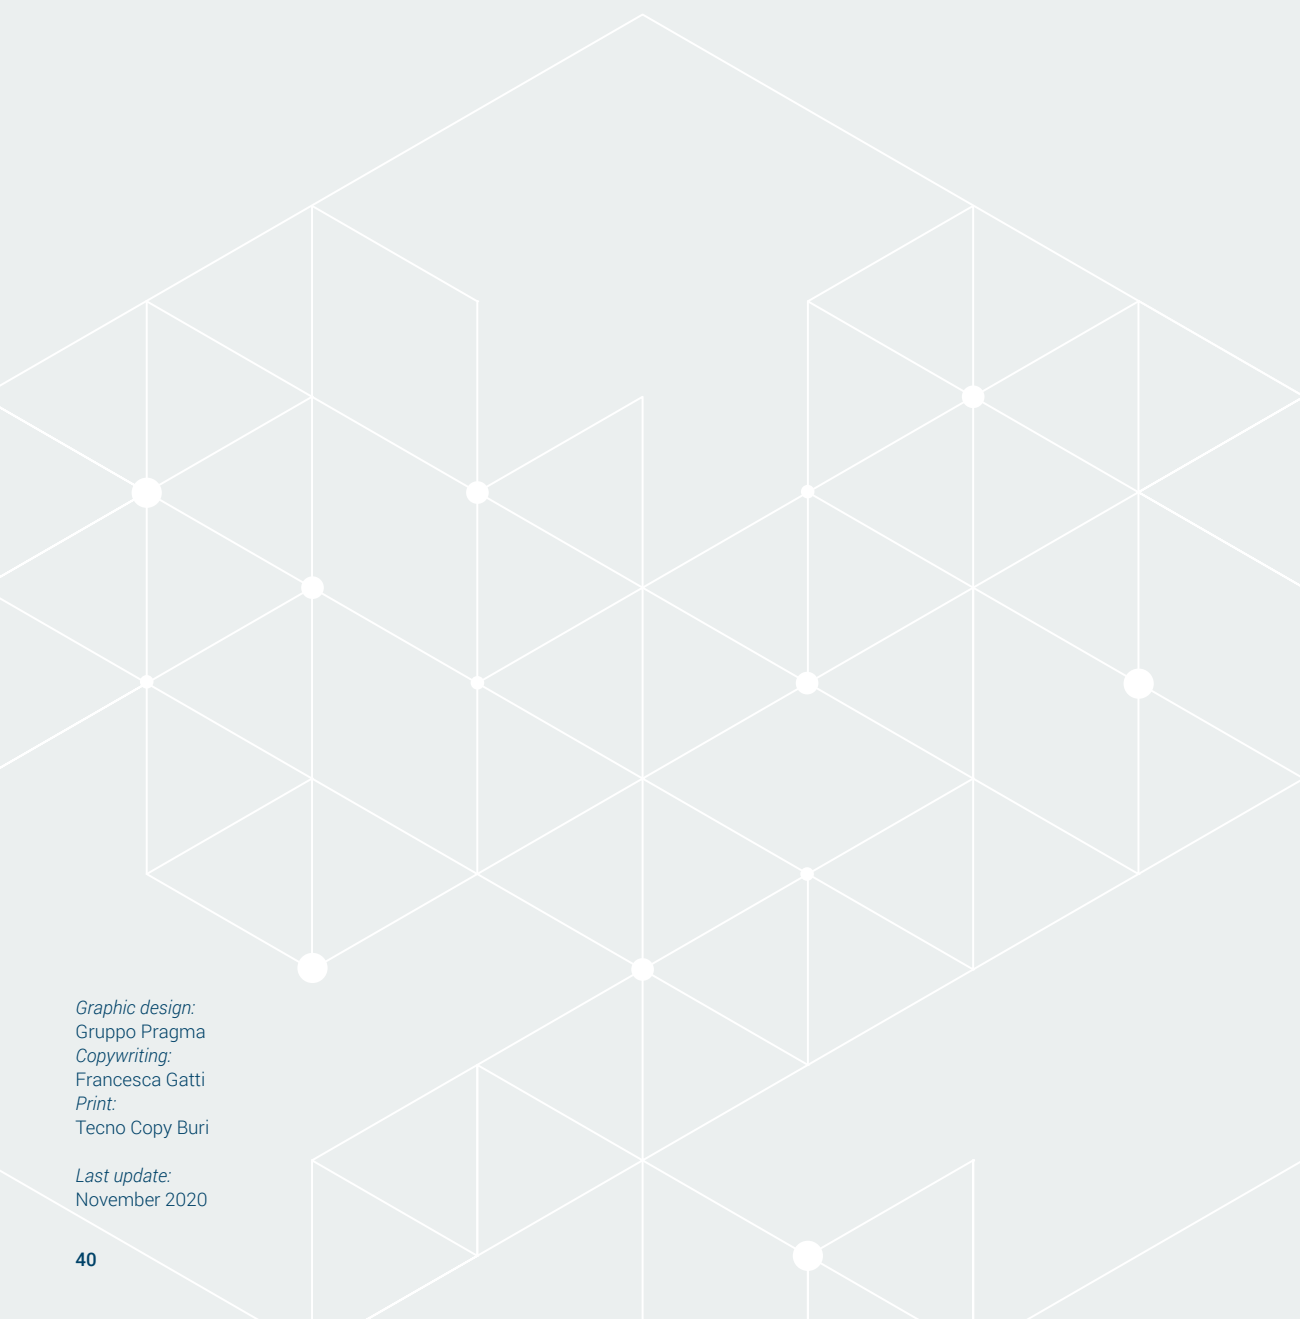 Graphic design:
Gruppo Pragma
Copywriting:
Francesca Gatti
Print:
Tecno Copy Buri
Last update:
November 2020
40